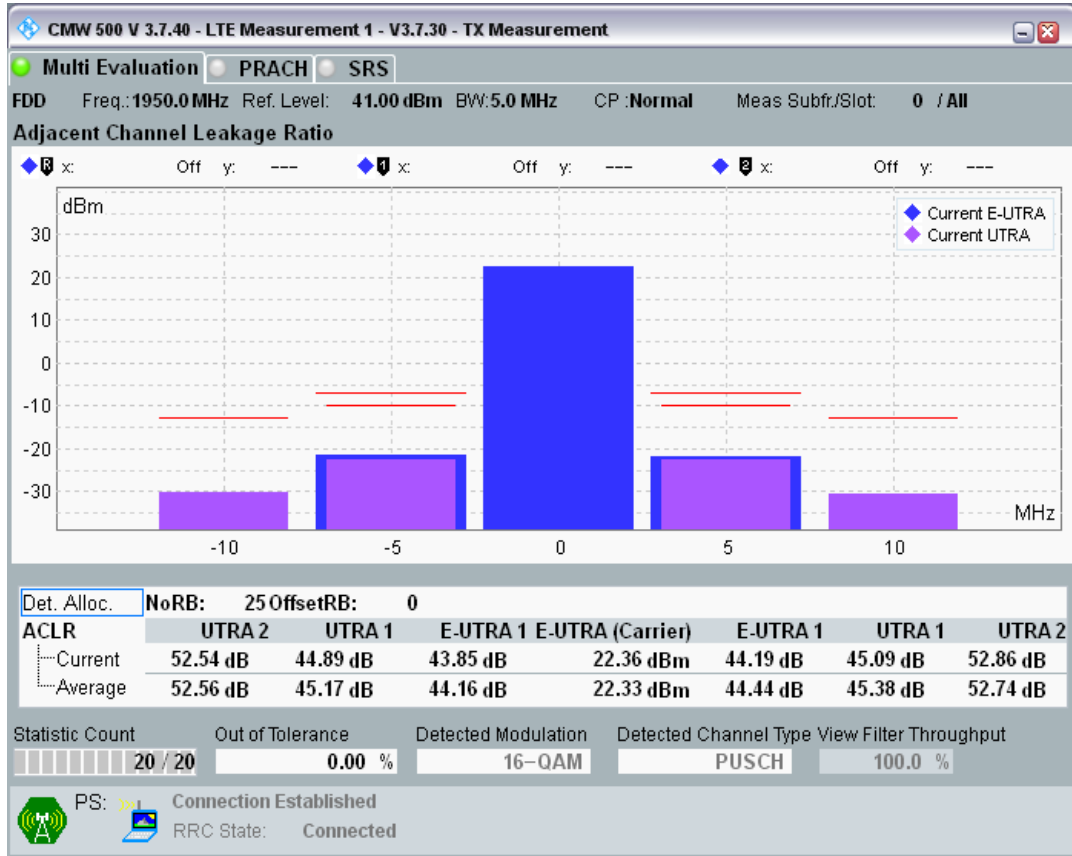 CMW 500 V 3.7.40 - LTE Measurement 1 - V3.7.30 - TX Measurement
Multi Evaluation PRACH SRS
FDD Freq.: 1950.0 MHz Ref. Level: 41.00 dBm BW: 5.0 MHz CP : Normal Meas Subfr./Slot: 0 / All
Adjacent Channel Leakage Ratio
R x: Off y: --- 1 x: Off y: --- 2 x: Off y: ---
dBm
Current E-UTRA
Current UTRA
30
20
10
0
-10
-20
-30
MHz
-10 -5 0 5 10
Det. Alloc. NoRB: 25 OffsetRB: 0
ACLR UTRA 2 UTRA 1 E-UTRA 1 E-UTRA (Carrier) E-UTRA 1 UTRA 1 UTRA 2
Current 52.54 dB 44.89 dB 43.85 dB 22.36 dBm 44.19 dB 45.09 dB 52.86 dB
Average 52.56 dB 45.17 dB 44.16 dB 22.33 dBm 44.44 dB 45.38 dB 52.74 dB
Statistic Count Out of Tolerance Detected Modulation Detected Channel Type View Filter Throughput
20 / 20 0.00 % 16-QAM PUSCH 100.0 %
PS: Connection Established
RRC State: Connected